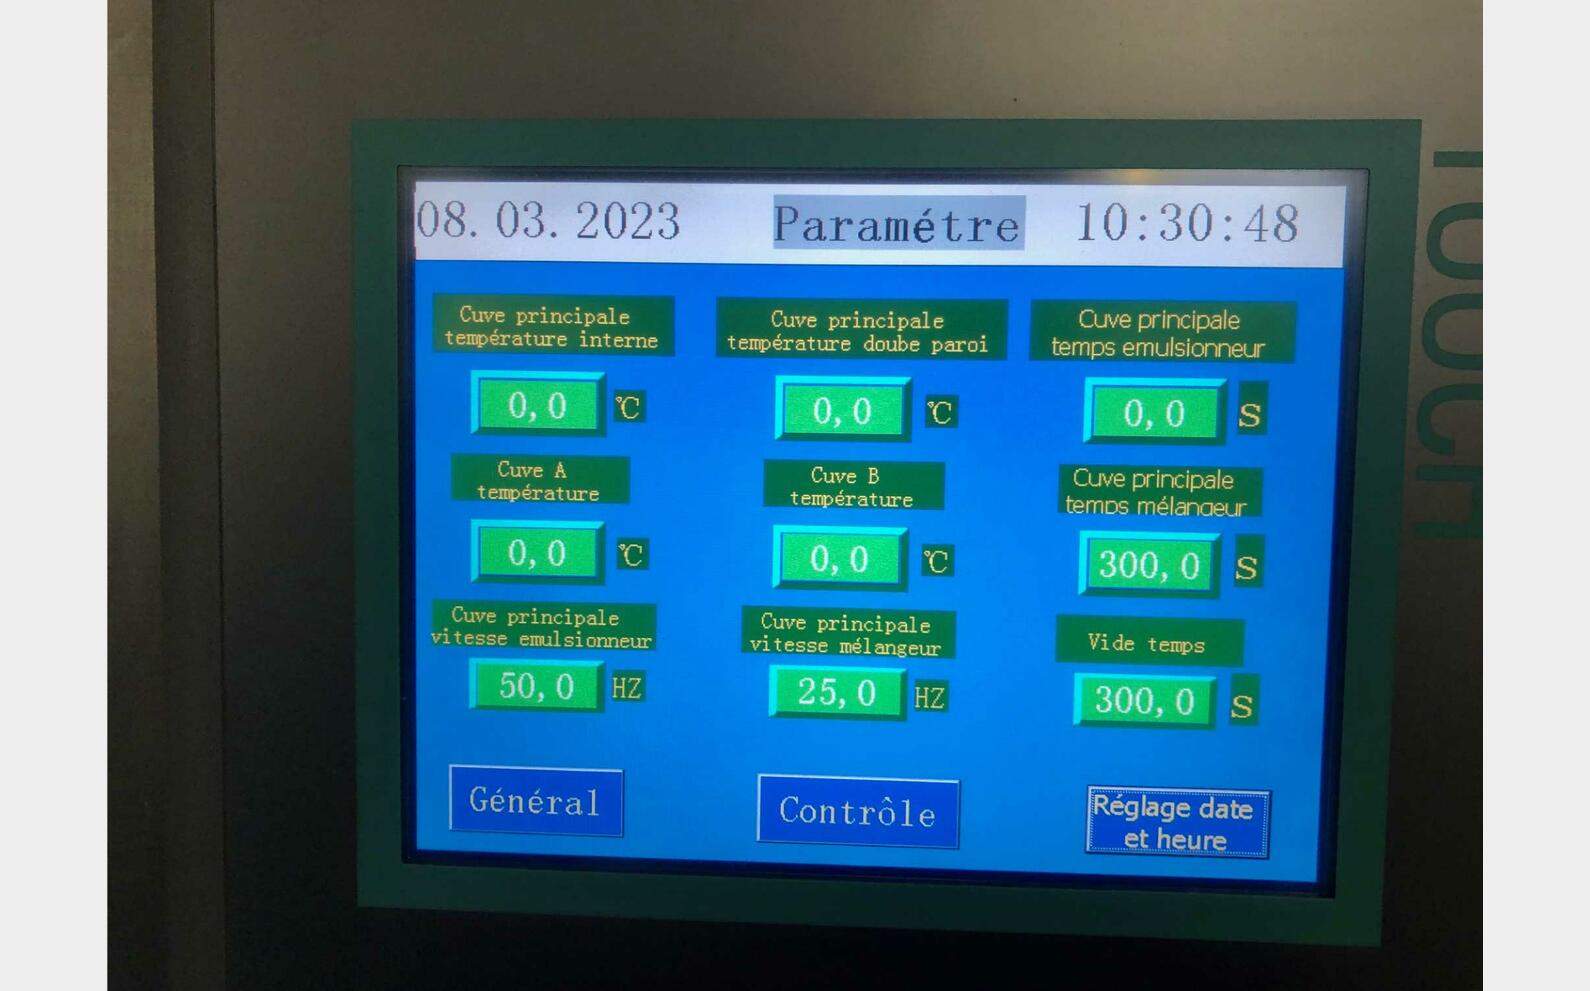 08.03.2023 Paramétre 10:30:48
Cuve principale
température interne
Cuve principale
température doube paroi
Cuve principale
temps emulsionneur
0,0 ℃
0,0 ℃
0,0 S
Cuve A
température
Cuve B
température
Cuve principale
temps mélangeur
0,0 ℃
0,0 ℃
300,0 S
Cuve principale
vitesse emulsionneur
Cuve principale
vitesse mélangeur
Vide temps
50,0 HZ
25,0 HZ
300,0 S
Général
Contrôle
Réglage date
et heure
TOUCH